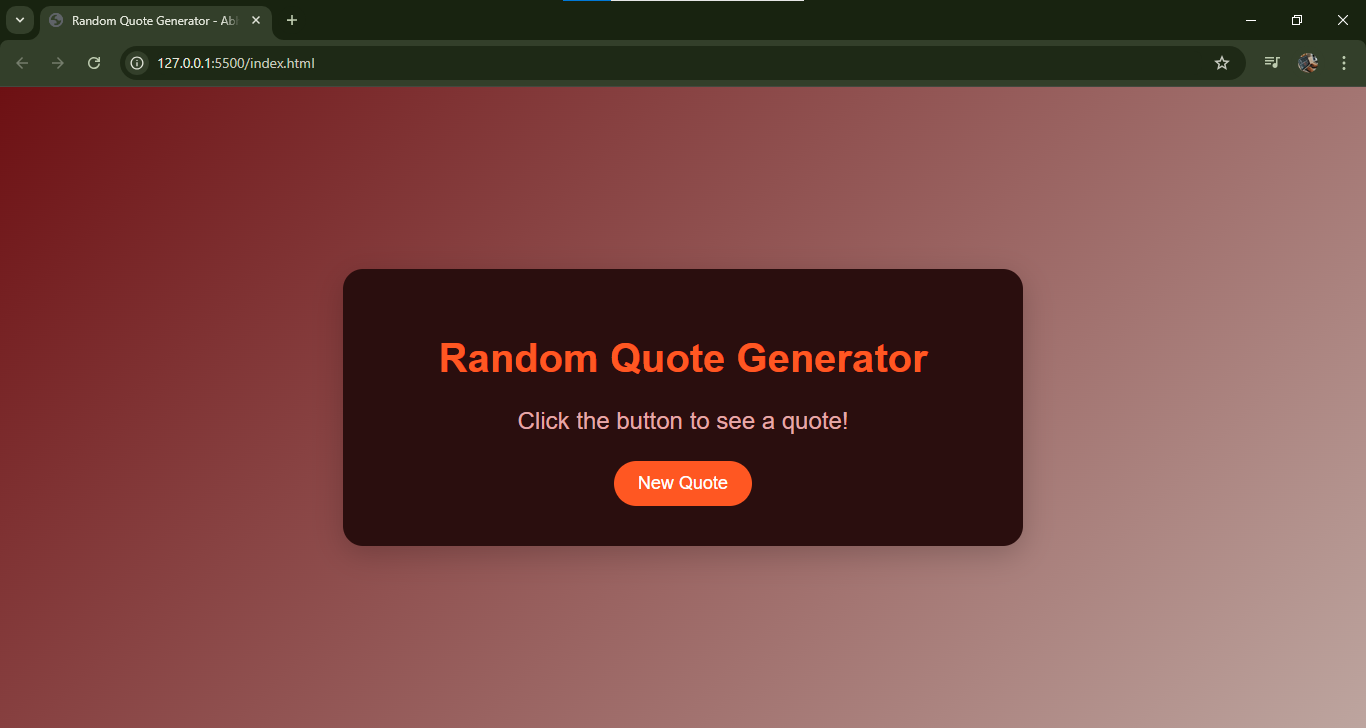 Random Quote Generator - Ab
127.0.0.1:5500/index.html
Random Quote Generator
Click the button to see a quote!
New Quote